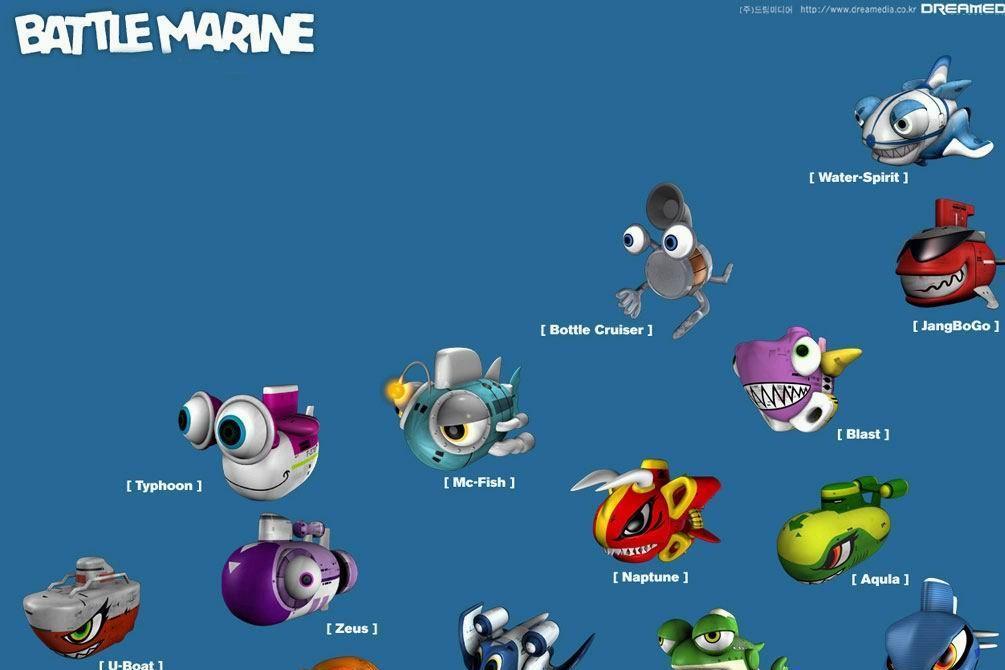 BATTLE MARINE
(주)드림미디어 http://www.dreamedia.co.kr DREAMED
[ Water-Spirit ]
[ Bottle Cruiser ]
[ JangBoGo ]
[ Blast ]
[ Typhoon ]
[ Mc-Fish ]
[ Naptune ]
[ Aqula ]
[ Zeus ]
[ U-Boat ]